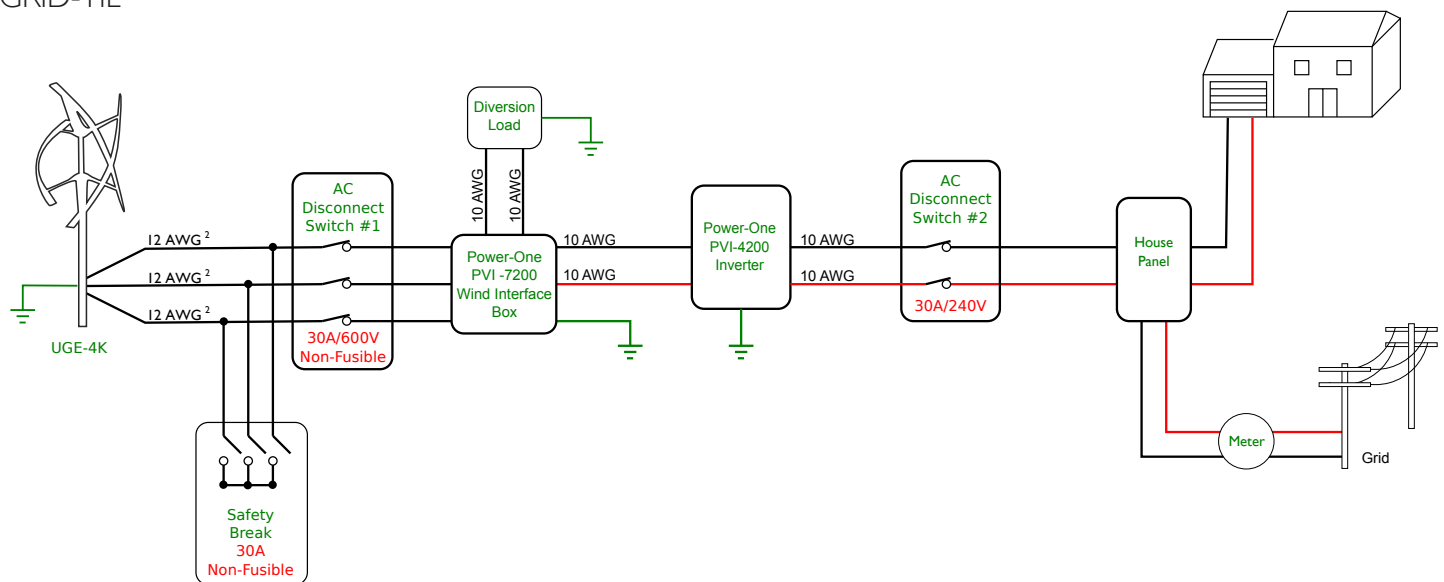 GRID-TIE
Diversion
Load
10 AWG
10 AWG
AC
Disconnect
Switch #1
30A/600V
Non-Fusible
12 AWG 2
12 AWG 2
12 AWG 2
UGE-4K
Power-One
PVI -7200
Wind Interface
Box
10 AWG
10 AWG
Power-One
PVI-4200
Inverter
10 AWG
10 AWG
AC
Disconnect
Switch #2
30A/240V
House
Panel
Meter
Grid
Safety
Break
30A
Non-Fusible